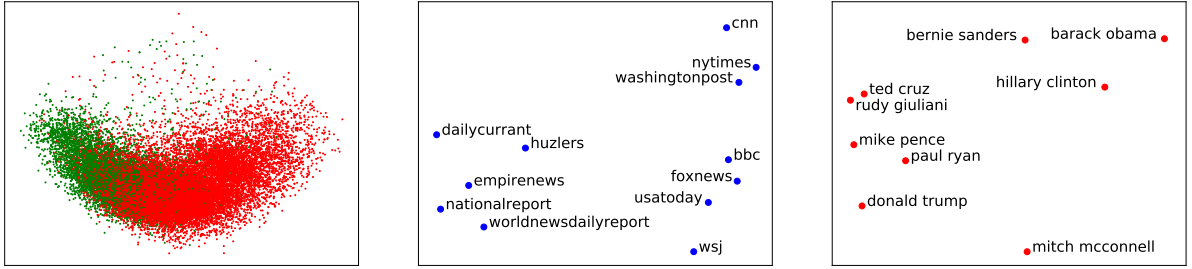 cnn
nytimes
washingtonpost
dailycurrant
huzlers
bbc
foxnews
empirenews
usatoday
nationalreport
worldnewsdailyreport
wsj
bernie sanders
barack obama
hillary clinton
ted cruz
rudy giuliani
mike pence
paul ryan
donald trump
mitch mcconnell